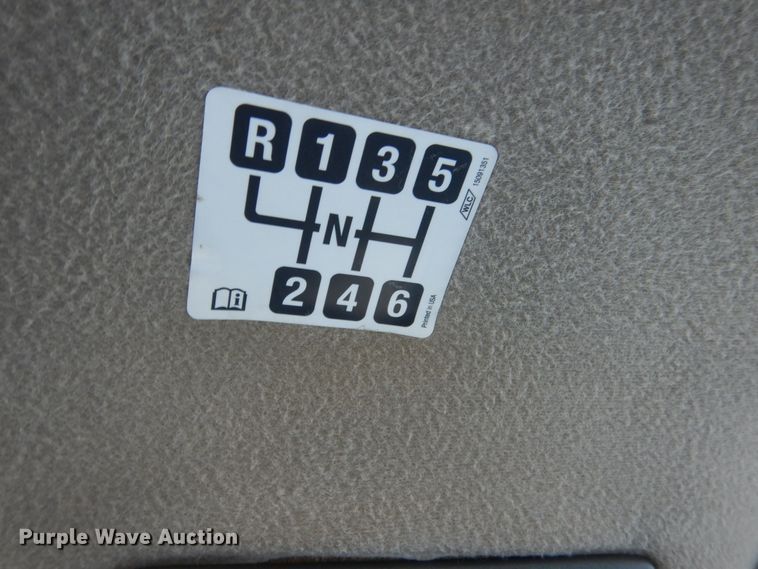 R 1 3 5
N
2 4 6
WLC
15091351
Printed in USA
Purple Wave Auction